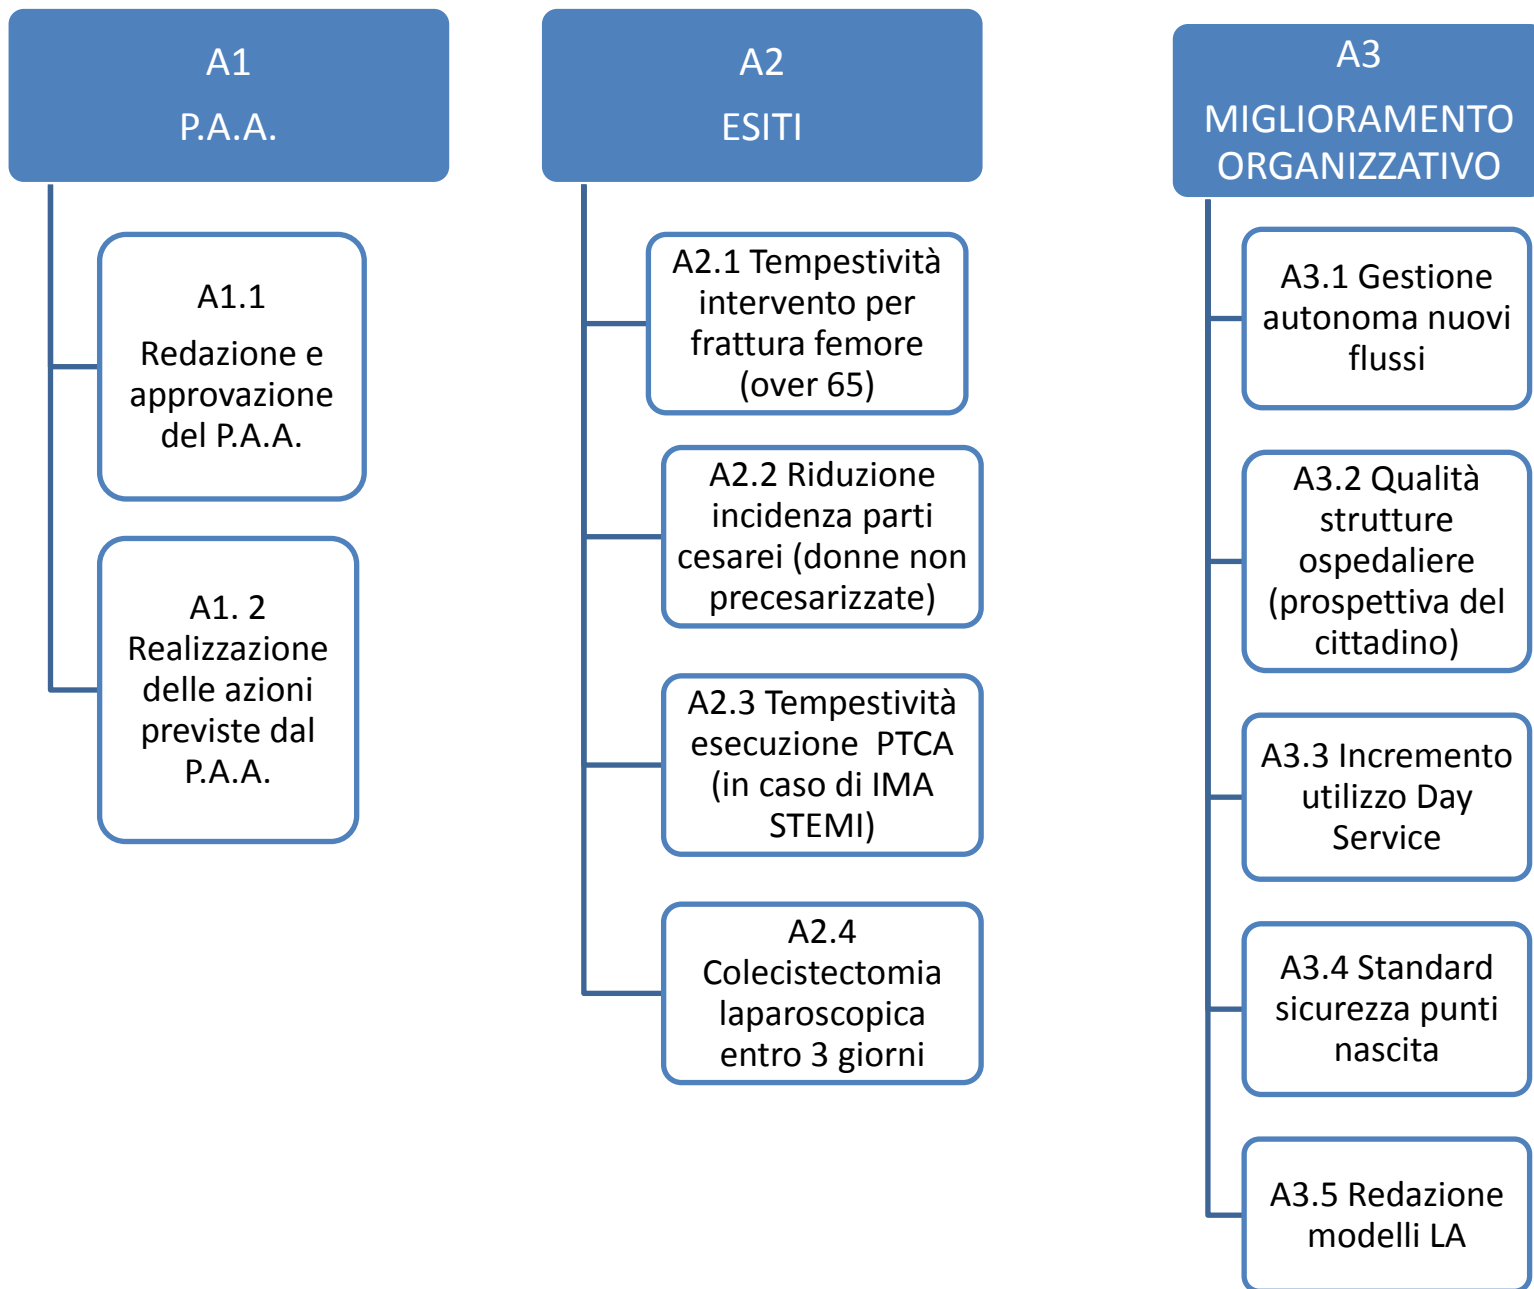 A1
P.A.A.
A1.1
Redazione e
approvazione
del P.A.A.
A1. 2
Realizzazione
delle azioni
previste dal
P.A.A.
A2
ESITI
A2.1 Tempestività
intervento per
frattura femore
(over 65)
A2.2 Riduzione
incidenza parti
cesarei (donne non
precesarizzate)
A2.3 Tempestività
esecuzione  PTCA
(in caso di IMA
STEMI)
A2.4
Colecistectomia
laparoscopica
entro 3 giorni
A3
MIGLIORAMENTO
ORGANIZZATIVO
A3.1 Gestione
autonoma nuovi
flussi
A3.2 Qualità
strutture
ospedaliere
(prospettiva del
cittadino)
A3.3 Incremento
utilizzo Day
Service
A3.4 Standard
sicurezza punti
nascita
A3.5 Redazione
modelli LA